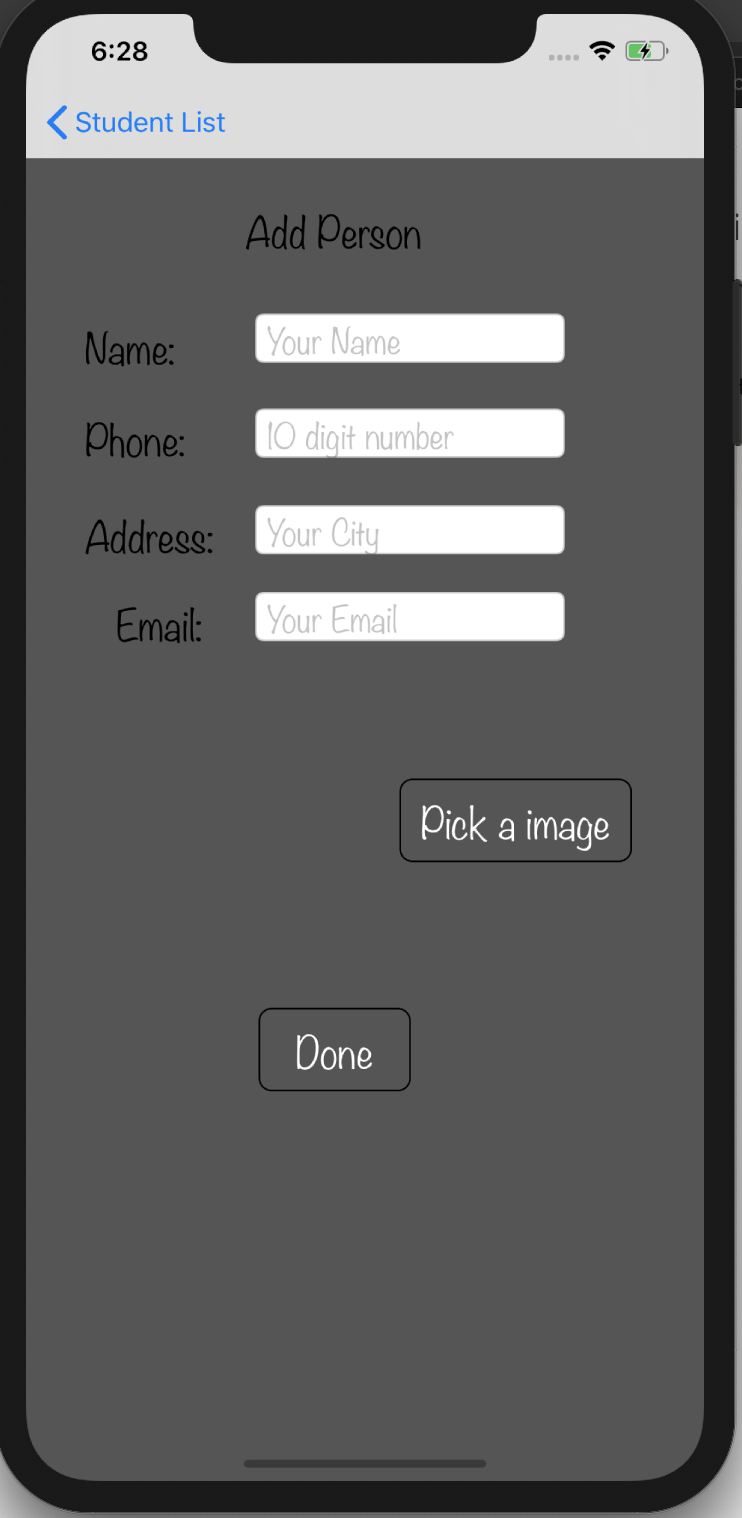 6:28
Student List
Add Person
Name: Your Name
Phone: 10 digit number
Address: Your City
Email: Your Email
Pick a image
Done